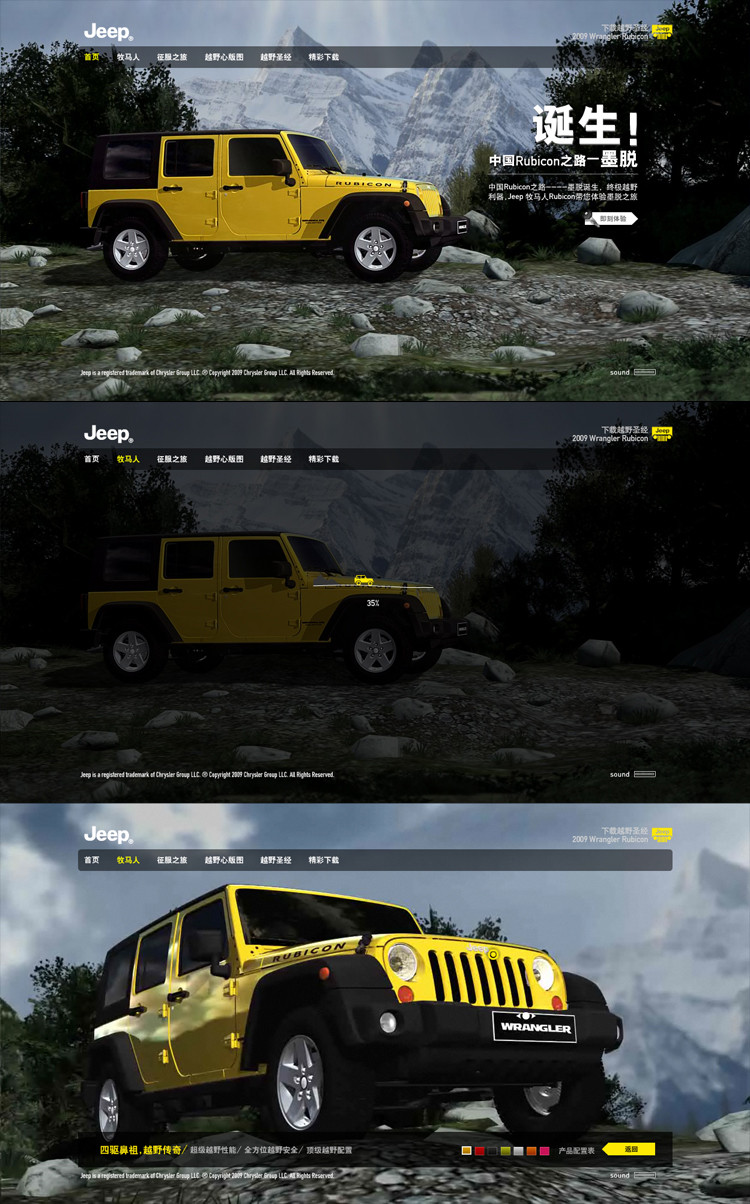 Jeep®
下载越野圣经
2009 Wrangler Rubicon
Jeep
首页 牧马人 征服之旅 越野心版图 越野圣经 精彩下载
诞生!
中国Rubicon之路—墨脱
中国Rubicon之路————墨脱诞生，终极越野
利器，Jeep 牧马人Rubicon带您体验墨脱之旅
即刻体验
RUBICON
Jeep is a registered trademark of Chrysler Group LLC. ® Copyright 2009 Chrysler Group LLC. All Rights Reserved.
sound
Jeep®
下载越野圣经
2009 Wrangler Rubicon
Jeep
首页 牧马人 征服之旅 越野心版图 越野圣经 精彩下载
35%
Jeep is a registered trademark of Chrysler Group LLC. ® Copyright 2009 Chrysler Group LLC. All Rights Reserved.
sound
Jeep®
下载越野圣经
2009 Wrangler Rubicon
Jeep
首页 牧马人 征服之旅 越野心版图 越野圣经 精彩下载
RUBICON
Jeep
WRANGLER
四驱鼻祖,越野传奇/ 超级越野性能/ 全方位越野安全/ 顶级越野配置
产品配置表
返回
Jeep is a registered trademark of Chrysler Group LLC. ® Copyright 2009 Chrysler Group LLC. All Rights Reserved.
sound